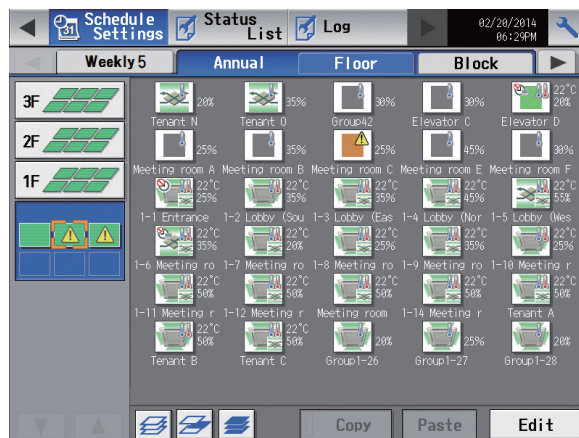 Schedule Settings
Status List
Log
02/20/2014
06:29PM
Weekly5
Annual
Floor
Block
3F
2F
1F
20%
35%
30%
30%
22°C
20%
Tenant N
Tenant O
Group42
Elevator C
Elevator D
25%
35%
25%
45%
30%
Meeting room A
Meeting room B
Meeting room C
Meeting room E
Meeting room F
22°C
25%
22°C
35%
22°C
35%
22°C
45%
22°C
55%
1-1 Entrance
1-2 Lobby (Sou
1-3 Lobby (Eas
1-4 Lobby (Nor
1-5 Lobby (Wes
22°C
35%
22°C
20%
22°C
25%
22°C
35%
22°C
25%
1-6 Meeting ro
1-7 Meeting ro
1-8 Meeting ro
1-9 Meeting ro
1-10 Meeting r
22°C
50%
22°C
50%
22°C
50%
22°C
50%
22°C
50%
1-11 Meeting r
1-12 Meeting r
Meeting room
1-14 Meeting r
Tenant A
22°C
50%
22°C
50%
20%
25%
20%
Tenant B
Tenant C
Group1-26
Group1-27
Group1-28
Copy
Paste
Edit